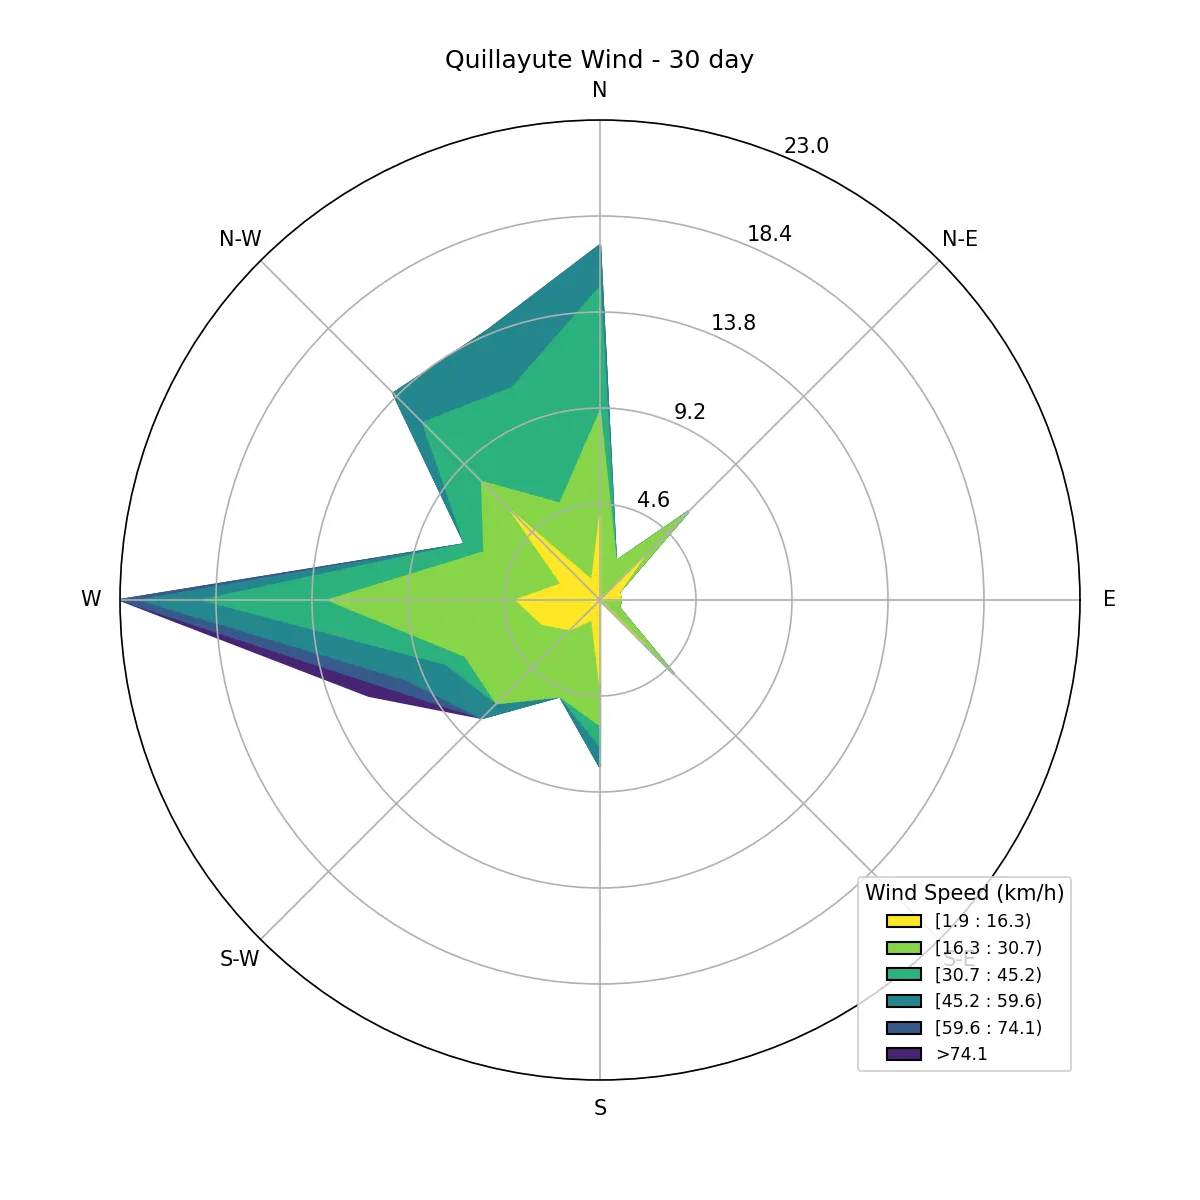 Quillayute Wind - 30 day
N
23.0
N-W
18.4
N-E
13.8
9.2
4.6
W
E
Wind Speed (km/h)
[1.9 : 16.3)
[16.3 : 30.7)
S-W
S-E
[30.7 : 45.2)
[45.2 : 59.6)
[59.6 : 74.1)
>74.1
S